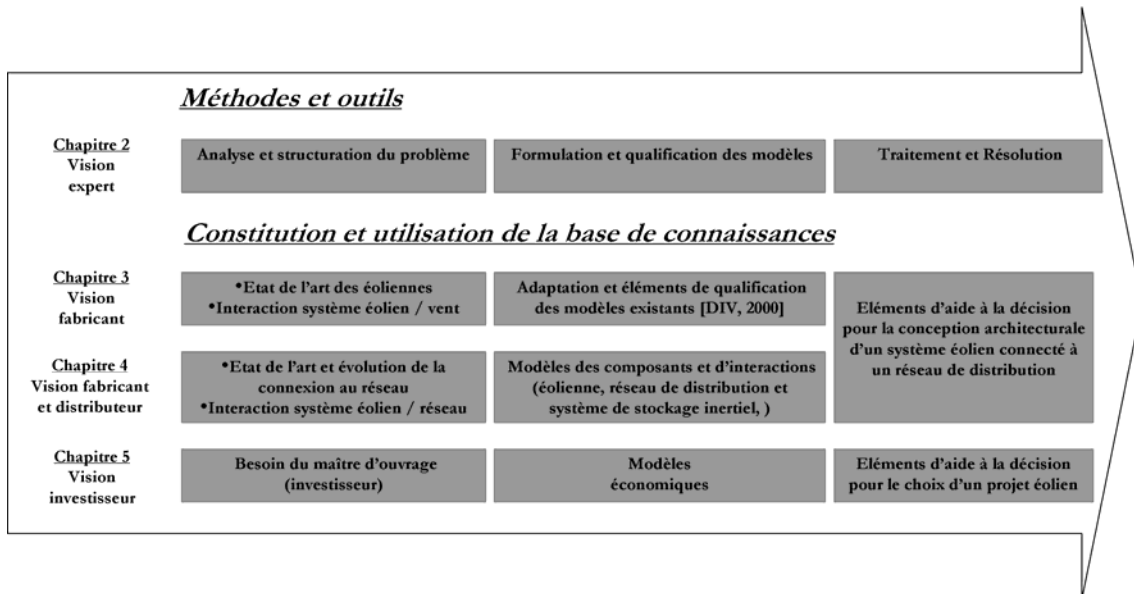 Méthodes et outils
Chapitre 2
Vision
expert
Analyse et structuration du problème
Formulation et qualification des modèles
Traitement et Résolution
Constitution et utilisation de la base de connaissances
Chapitre 3
Vision
fabricant
•Etat de l'art des éoliennes
•Interaction système éolien / vent
Adaptation et éléments de qualification
des modèles existants [DIV, 2000]
Eléments d'aide à la décision
pour la conception architecturale
d'un système éolien connecté à
un réseau de distribution
Chapitre 4
Vision fabricant
et distributeur
•Etat de l'art et évolution de la
connexion au réseau
•Interaction système éolien / réseau
Modèles des composants et d'interactions
(éolienne, réseau de distribution et
système de stockage inertiel, )
Chapitre 5
Vision
investisseur
Besoin du maître d'ouvrage
(investisseur)
Modèles
économiques
Eléments d'aide à la décision
pour le choix d'un projet éolien